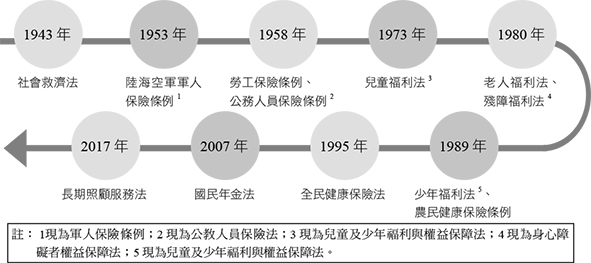 1943 年
1953 年
1958 年
1973 年
1980 年
社會救濟法
陸海空軍軍人
保險條例 1
勞工保險條例、
公務人員保險條例 2
兒童福利法 3
老人福利法、
殘障福利法 4
1989 年
1995 年
2007 年
2017 年
少年福利法 5、
農民健康保險條例
全民健康保險法
國民年金法
長期照顧服務法
註：1現為軍人保險條例；2 現為公教人員保險法；3 現為兒童及少年福利與權益保障法；4 現為身心障
礙者權益保障法；5 現為兒童及少年福利與權益保障法。